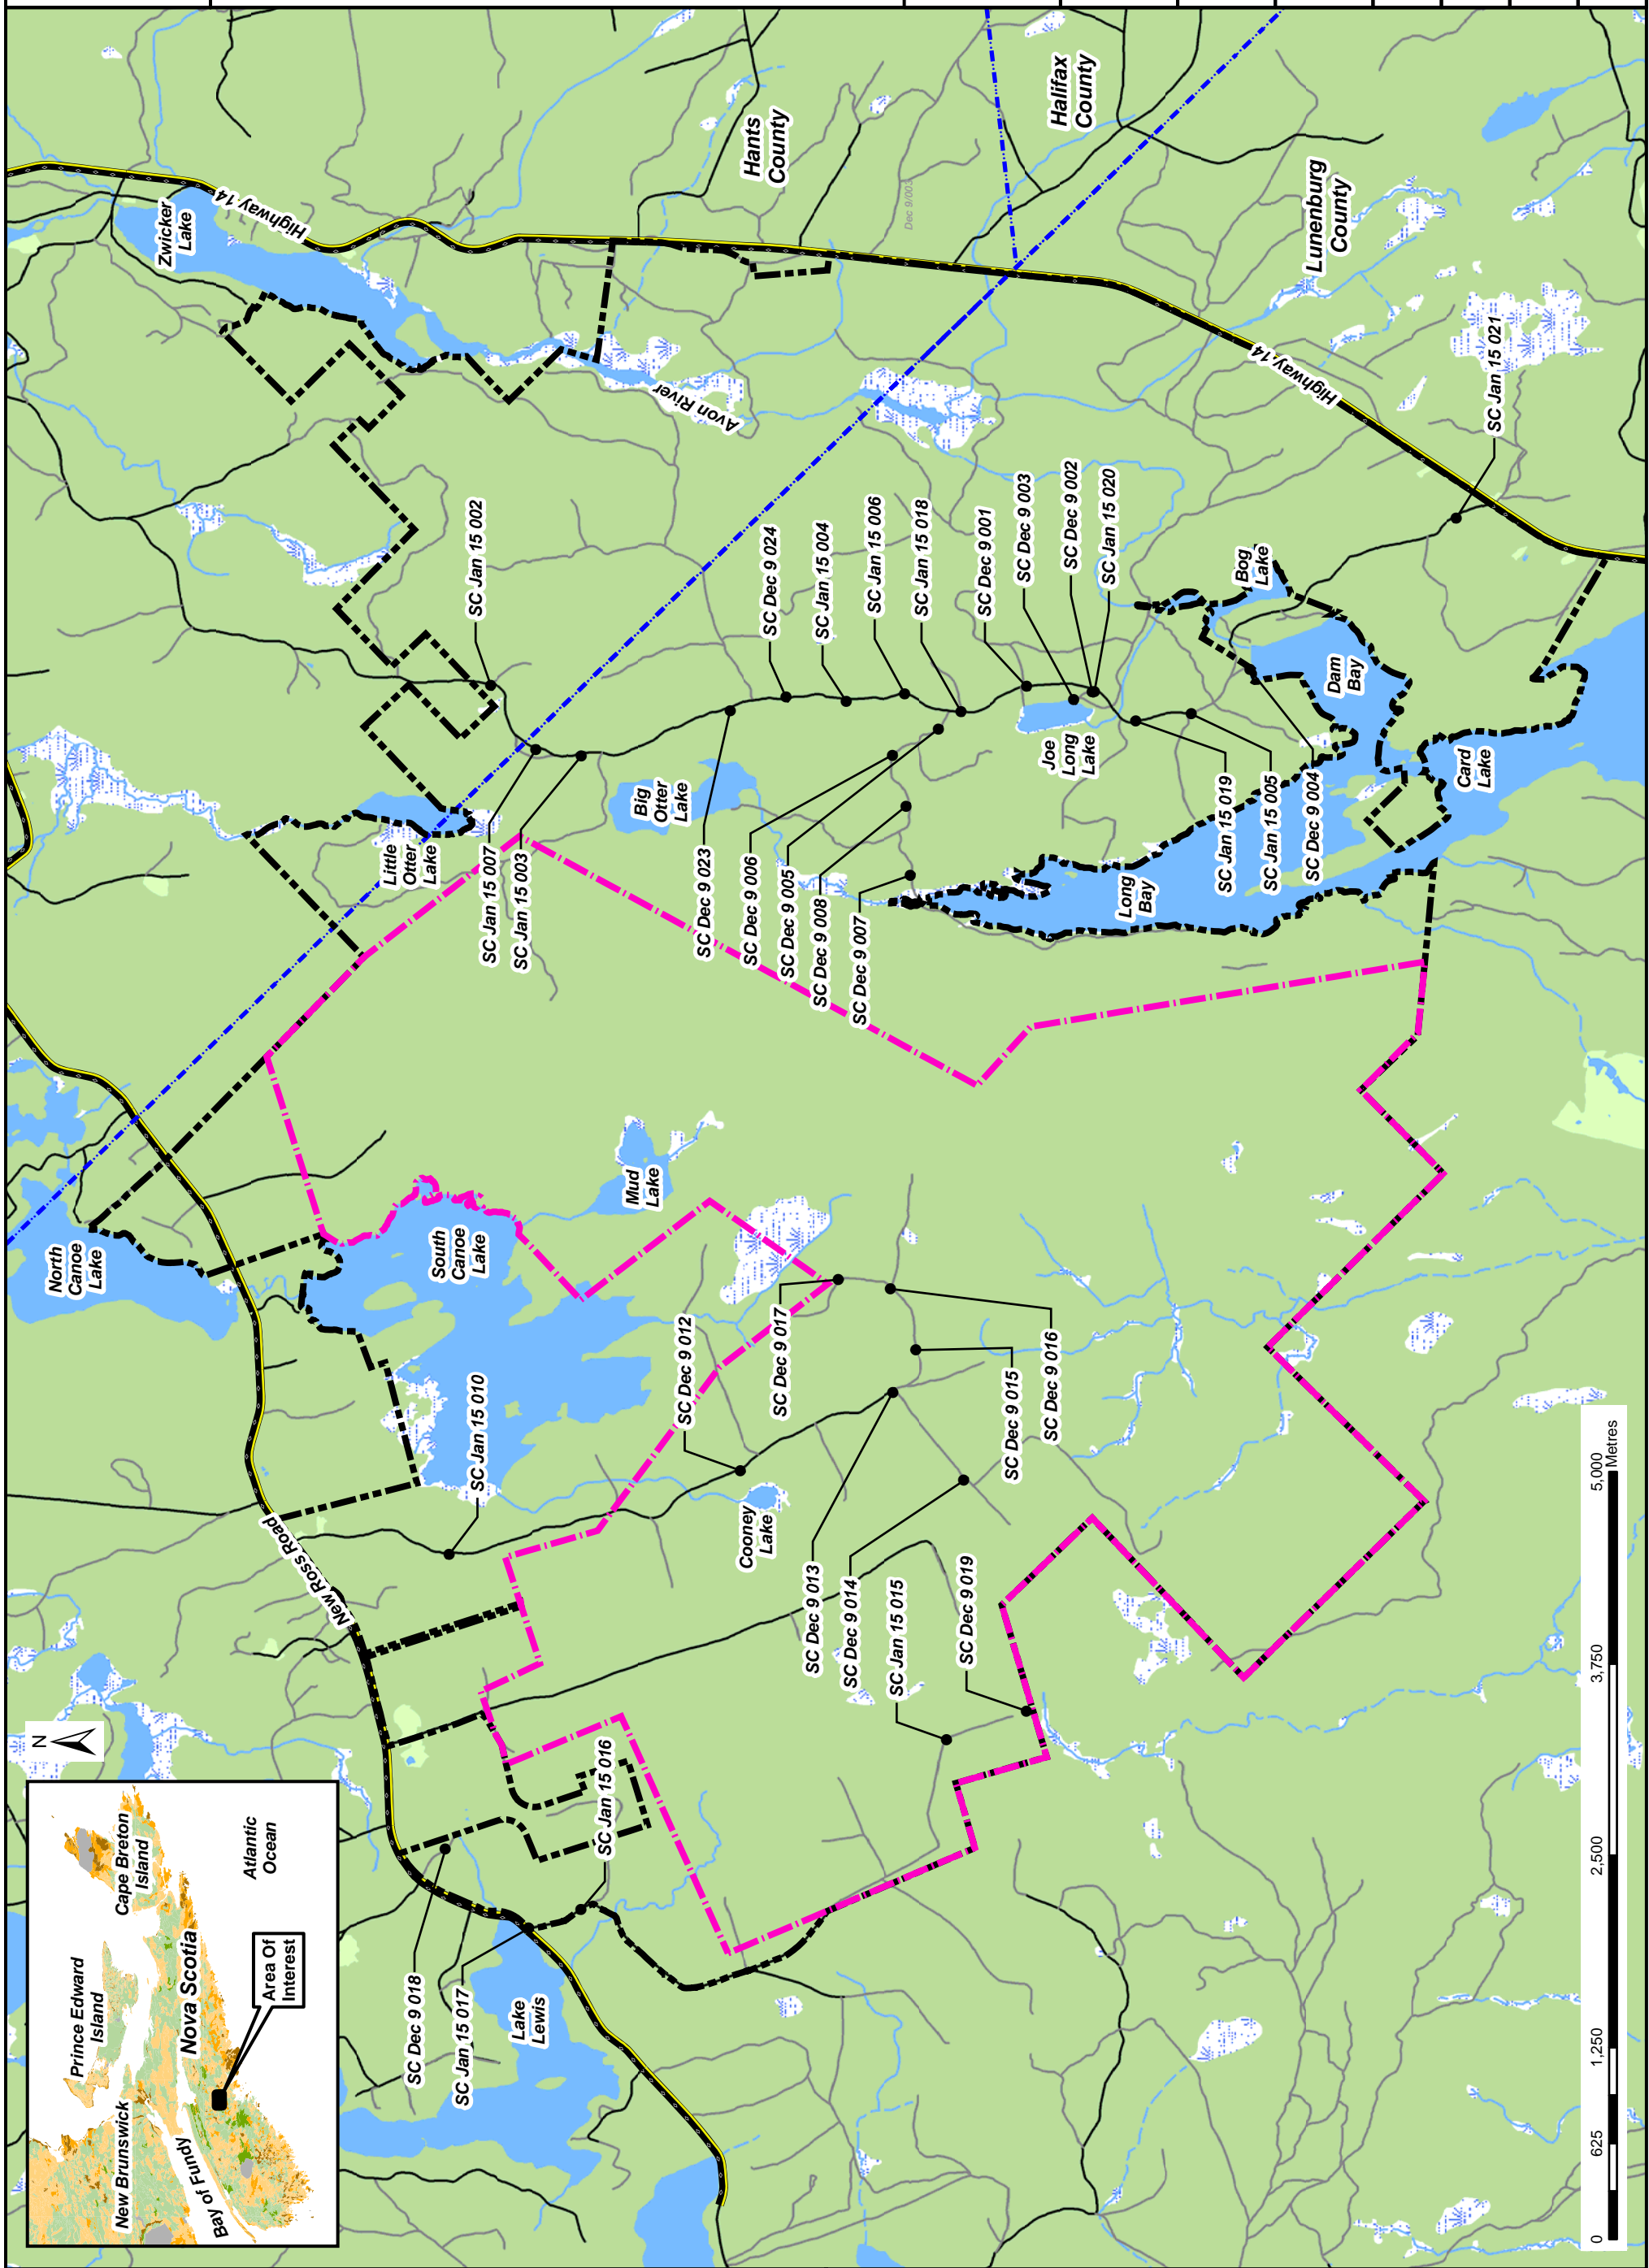 New Brunswick
Prince Edward
Island
Cape Breton
Island
Nova Scotia
Bay of Fundy
Atlantic
Ocean
Area Of
Interest
N
North
Canoe
Lake
Zwicker
Lake
Highway 14
New Ross Road
Little
Otter
Lake
South
Canoe
Lake
SC Dec 9 018
SC Jan 15 017
Lake
Lewis
SC Jan 15 016
SC Jan 15 010
SC Jan 15 007
SC Jan 15 003
SC Jan 15 002
Mud
Lake
Big
Otter
Lake
Avon River
Hants
County
SC Dec 9 012
SC Dec 9 017
Cooney
Lake
SC Dec 9 023
SC Dec 9 006
SC Dec 9 005
SC Dec 9 008
SC Dec 9 007
SC Dec 9 024
SC Jan 15 004
SC Jan 15 006
SC Jan 15 018
SC Dec 9 001
SC Dec 9 003
SC Dec 9 002
SC Jan 15 020
Dec 9/003
SC Dec 9 013
SC Dec 9 014
SC Jan 15 015
SC Dec 9 019
SC Dec 9 015
SC Dec 9 016
Joe
Long
Lake
Long
Bay
Halifax
County
SC Jan 15 019
SC Jan 15 005
SC Dec 9 004
Bog
Lake
Dam
Bay
Card
Lake
Highway 14
Lunenburg
County
SC Jan 15 021
0 625 1,250 2,500 3,750 5,000
Metres